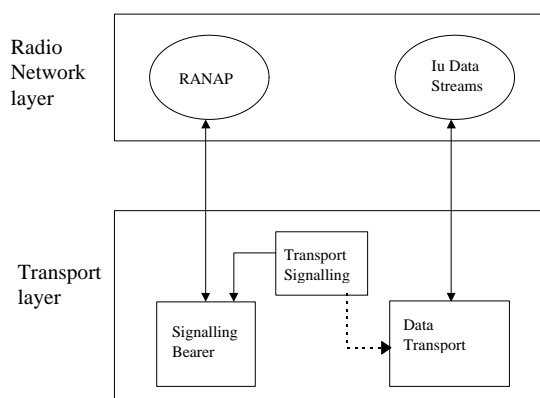 Radio
Network
layer
RANAP
Iu Data
Streams
Transport
layer
Transport
Signalling
Signalling
Bearer
Data
Transport